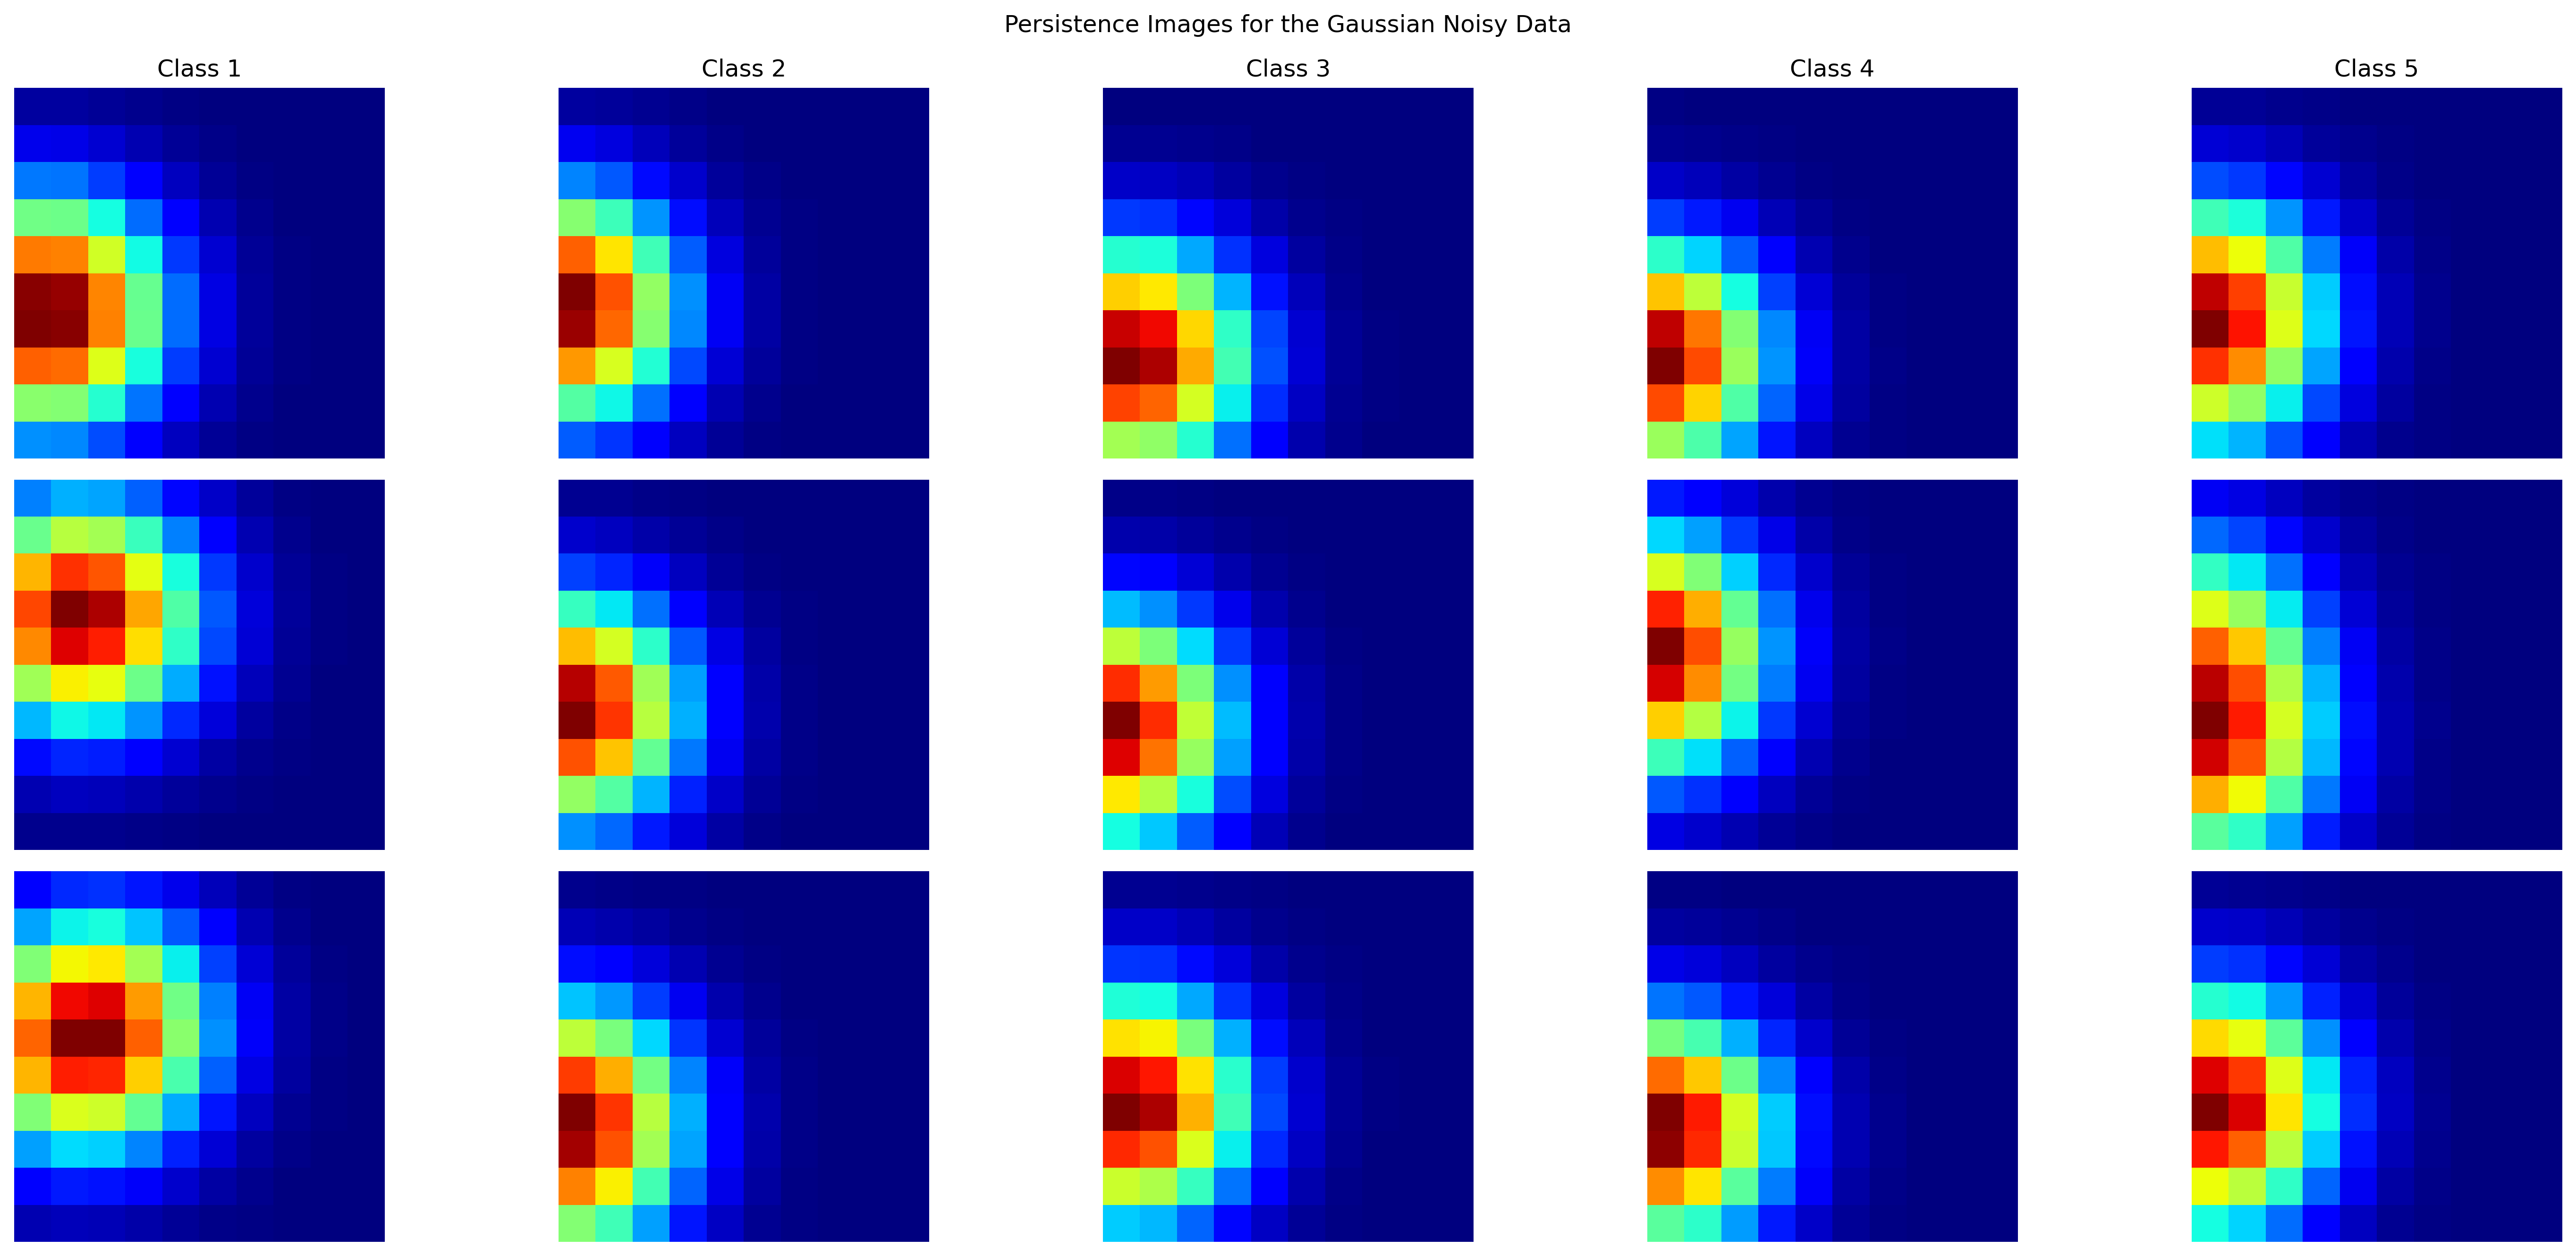 Persistence Images for the Gaussian Noisy Data
Class 1 Class 2 Class 3 Class 4 Class 5